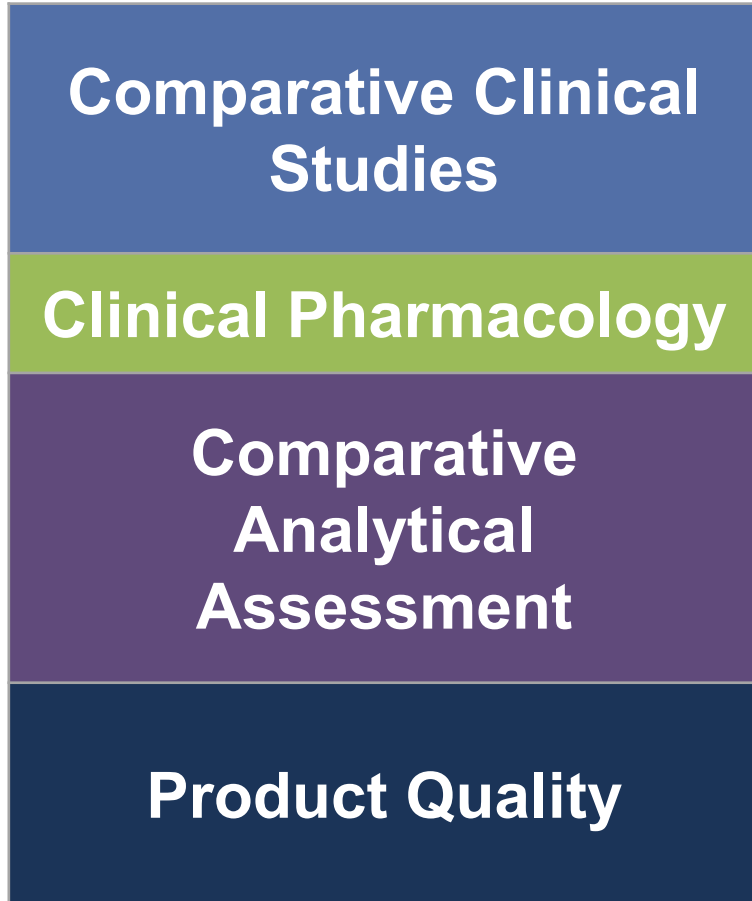 Comparative Clinical
Studies
Clinical Pharmacology
Comparative
Analytical
Assessment
Product Quality